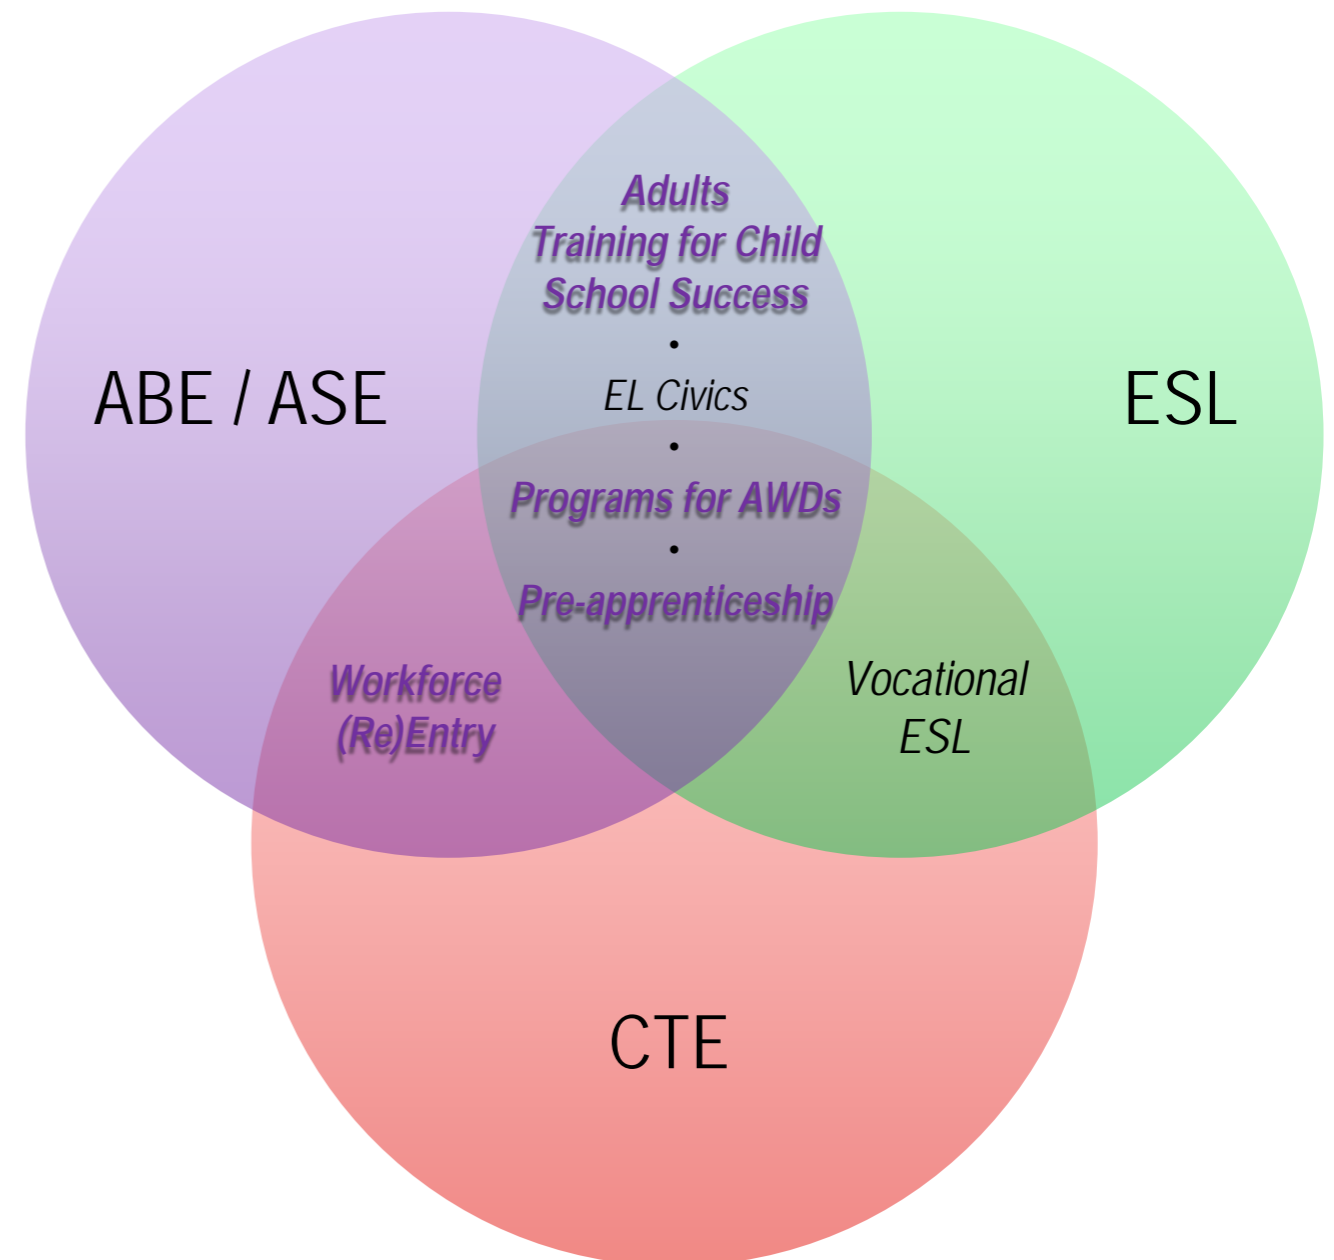 Adults
Training for Child
School Success
•
ABE / ASE
EL Civics
ESL
•
Programs for AWDs
•
Pre-apprenticeship
Workforce
(Re)Entry
Vocational
ESL
CTE